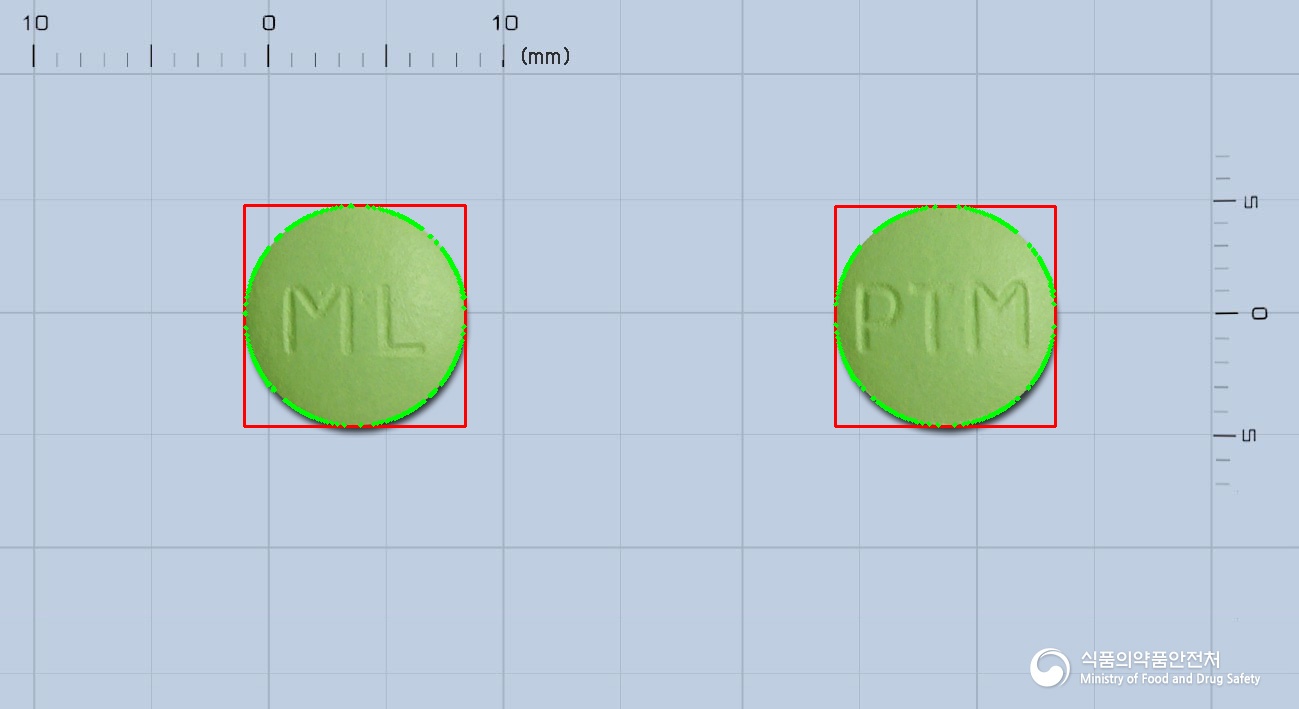 10 0 10
(mm)
ML
PTM
5
0
5
식품의약품안전처
Ministry of Food and Drug Safety